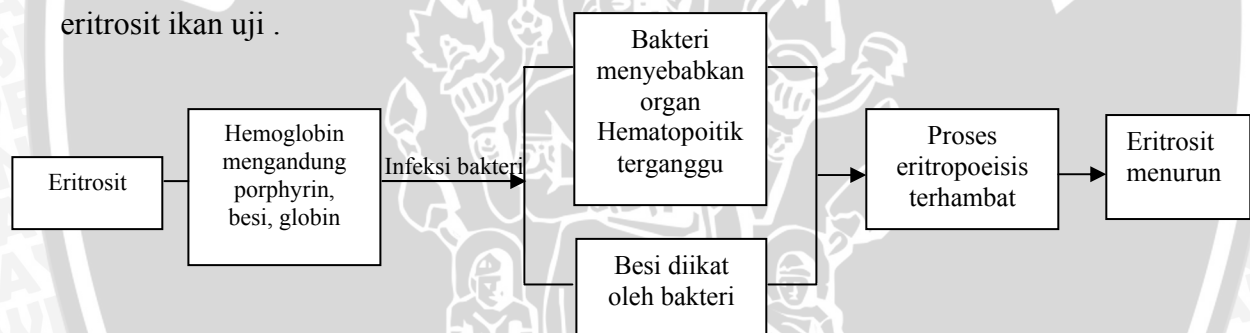 eritrosit ikan uji .
Eritrosit
Hemoglobin
mengandung
porphyrin,
besi, globin
Infeksi bakteri
Bakteri
menyebabkan
organ
Hematopoitik
terganggu
Besi diikat
oleh bakteri
Proses
eritropoeisis
terhambat
Eritrosit
menurun